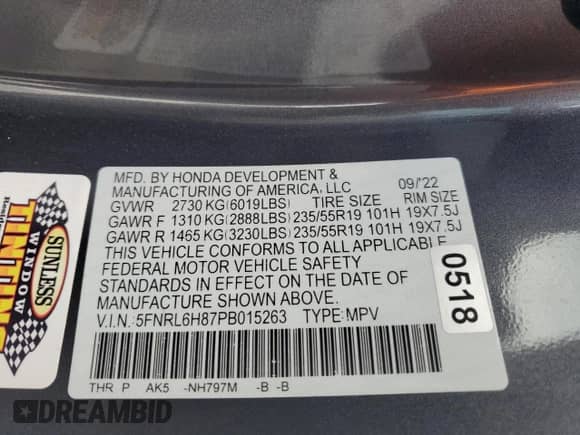 MFD. BY HONDA DEVELOPMENT &
MANUFACTURING OF AMERICA, LLC 09/'22
GVWR 2730 KG(6019LBS) TIRE SIZE RIM SIZE
GAWR F 1310 KG(2888LBS) 235/55R19 101H 19X7.5J
GAWR R 1465 KG(3230LBS) 235/55R19 101H 19X7.5J
THIS VEHICLE CONFORMS TO ALL APPLICABLE
FEDERAL MOTOR VEHICLE SAFETY
STANDARDS IN EFFECT ON THE DATE OF
MANUFACTURE SHOWN ABOVE.
V.I.N.: 5FNRL6H87PB015263 TYPE: MPV
THR P AK5 -NH797M -B -B
0518
SUNLESS
WINDOW
TINTING
DREAMBID